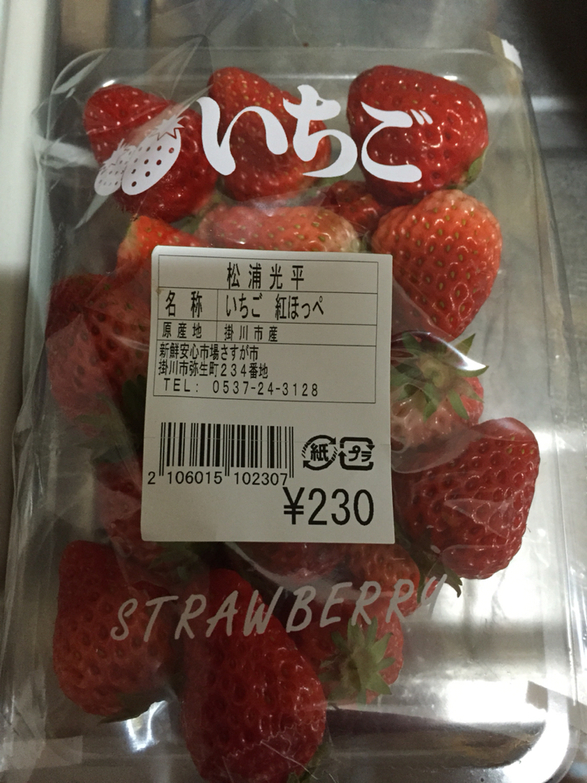 いちご
松浦光平
名称 いちご 紅ほっぺ
原産地 掛川市産
新鮮安心市場さすが市
掛川市弥生町234番地
TEL: 0537-24-3128
紙 プラ
2 106015 102307
¥230
STRAWBERRY